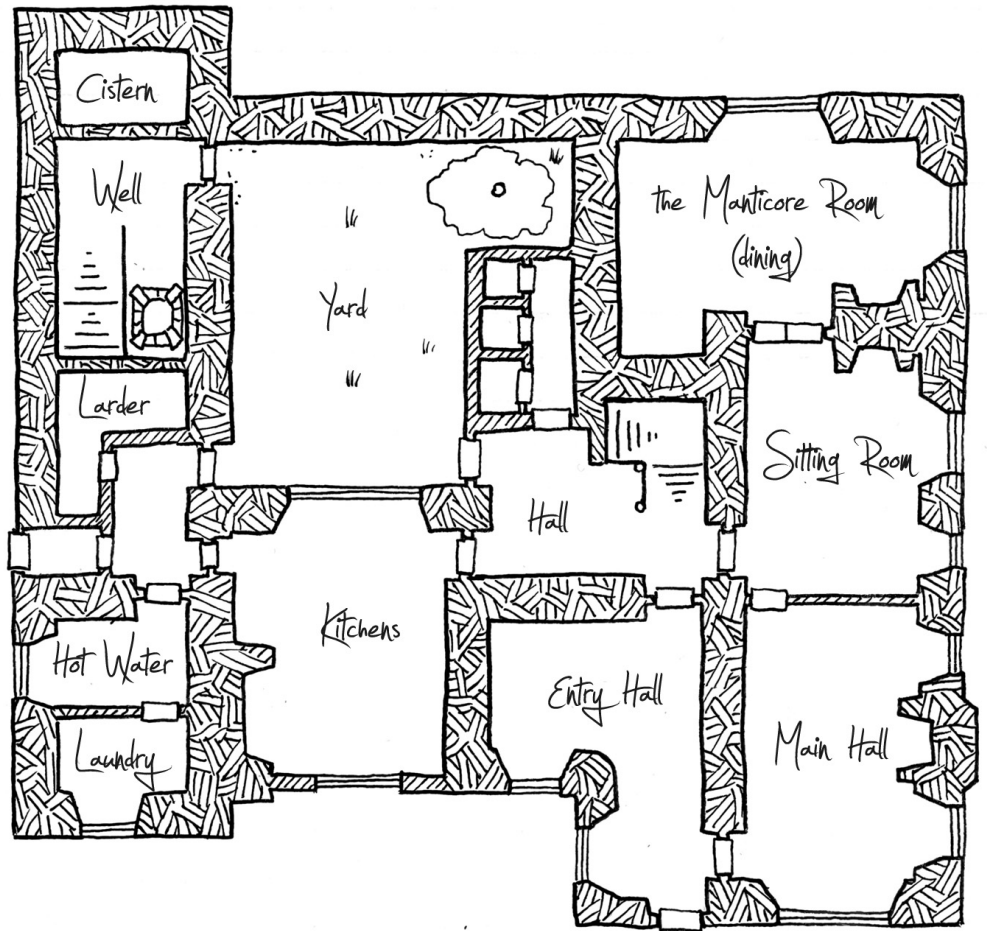 Cistern
Well
the Manticore Room
(dining)
Yard
Larder
Sitting Room
Hall
Kitchens
Hot Water
Entry Hall
Main Hall
Laundry